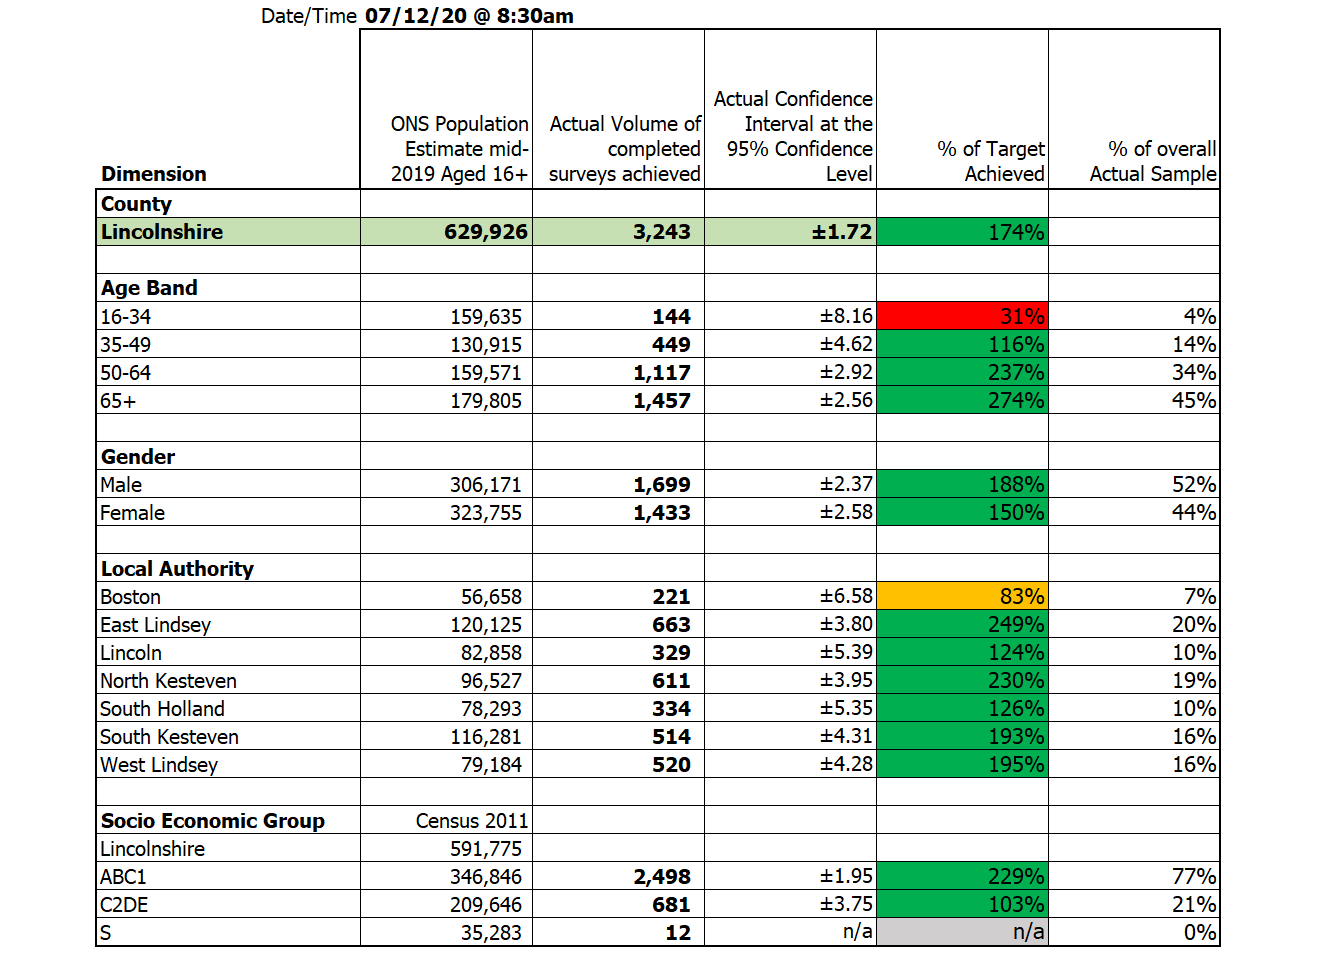 Date/Time 07/12/20 @ 8:30am
Dimension ONS Population Estimate mid-2019 Aged 16+ Actual Volume of completed surveys achieved Actual Confidence Interval at the 95% Confidence Level % of Target Achieved % of overall Actual Sample
County
Lincolnshire 629,926 3,243 ±1.72 174%
Age Band
16-34 159,635 144 ±8.16 31% 4%
35-49 130,915 449 ±4.62 116% 14%
50-64 159,571 1,117 ±2.92 237% 34%
65+ 179,805 1,457 ±2.56 274% 45%
Gender
Male 306,171 1,699 ±2.37 188% 52%
Female 323,755 1,433 ±2.58 150% 44%
Local Authority
Boston 56,658 221 ±6.58 83% 7%
East Lindsey 120,125 663 ±3.80 249% 20%
Lincoln 82,858 329 ±5.39 124% 10%
North Kesteven 96,527 611 ±3.95 230% 19%
South Holland 78,293 334 ±5.35 126% 10%
South Kesteven 116,281 514 ±4.31 193% 16%
West Lindsey 79,184 520 ±4.28 195% 16%
Socio Economic Group Census 2011
Lincolnshire 591,775
ABC1 346,846 2,498 ±1.95 229% 77%
C2DE 209,646 681 ±3.75 103% 21%
S 35,283 12 n/a n/a 0%